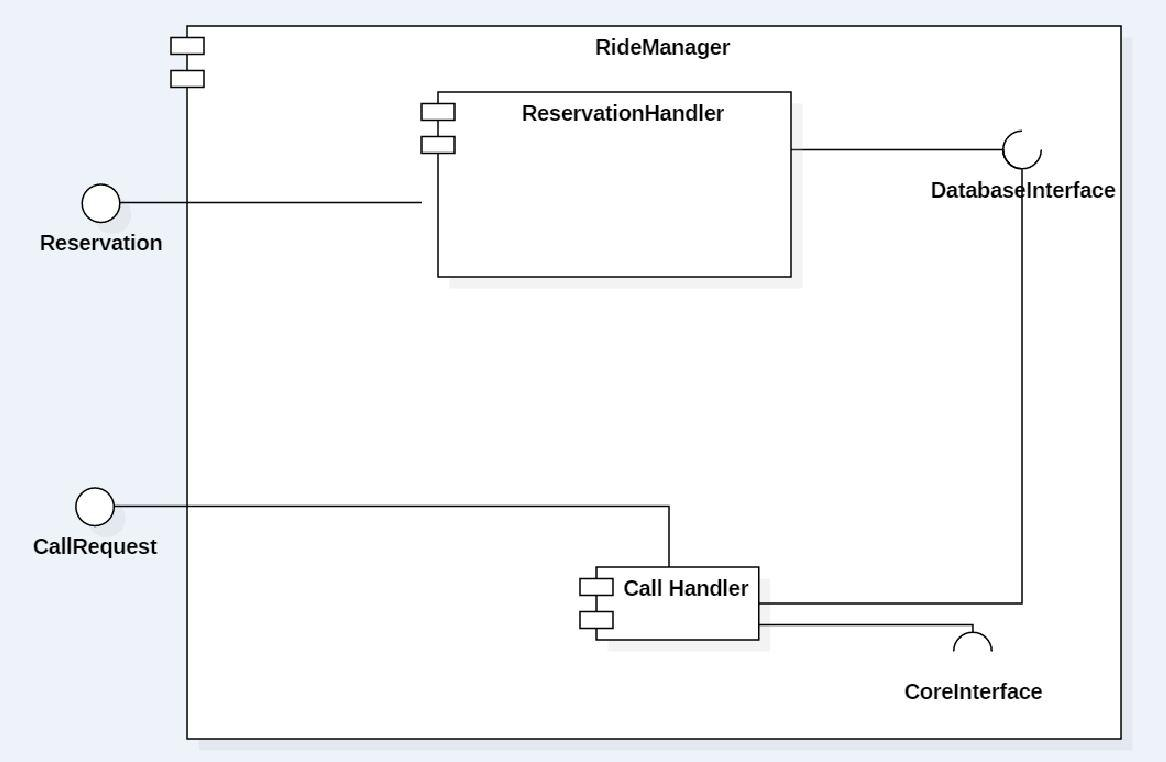 RideManager
ReservationHandler
DatabaseInterface
Reservation
CallRequest
Call Handler
CoreInterface